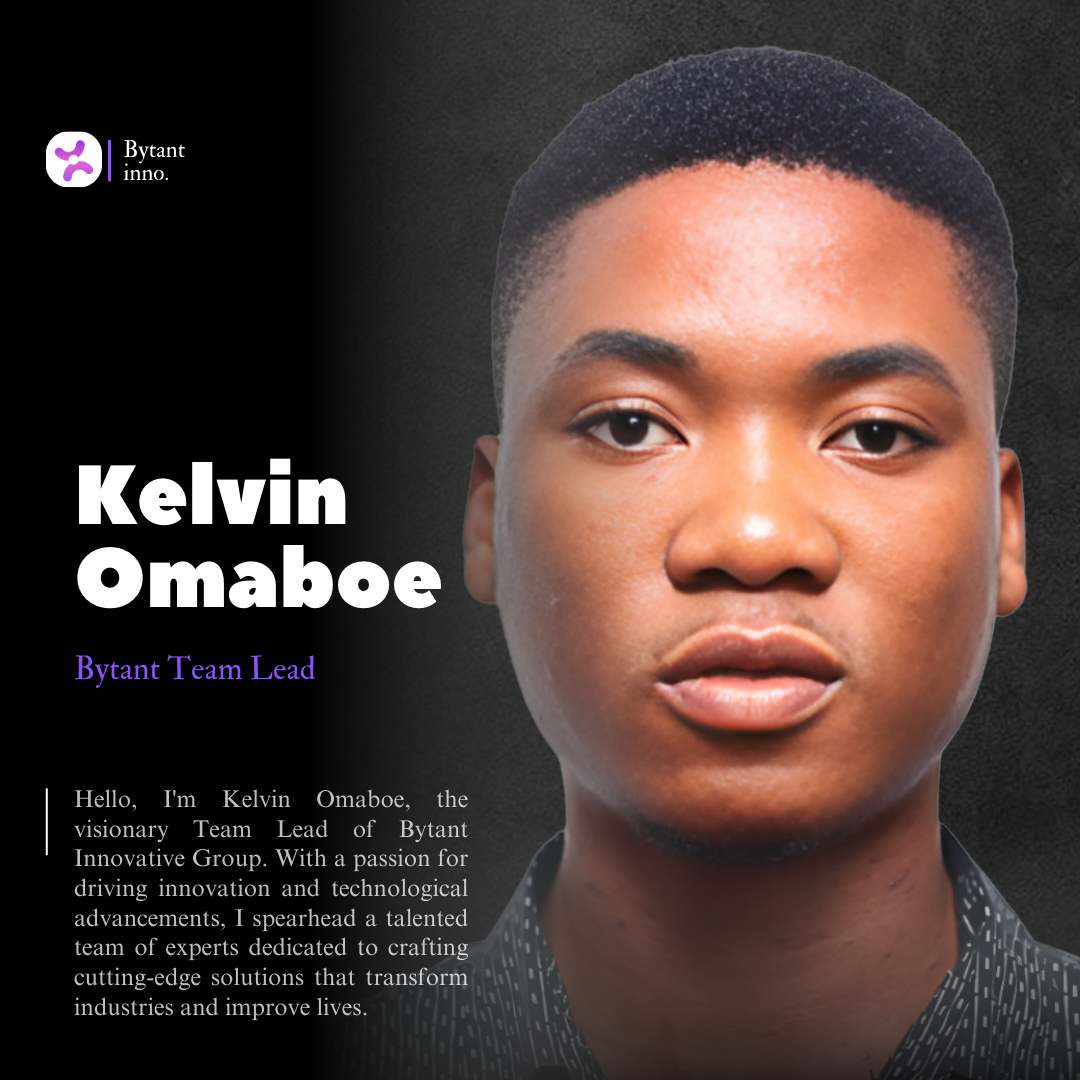 Bytant
inno.
Kelvin
Omaboe
Bytant Team Lead
Hello, I'm Kelvin Omaboe, the
visionary Team Lead of Bytant
Innovative Group. With a passion for
driving innovation and technological
advancements, I spearhead a talented
team of experts dedicated to crafting
cutting-edge solutions that transform
industries and improve lives.